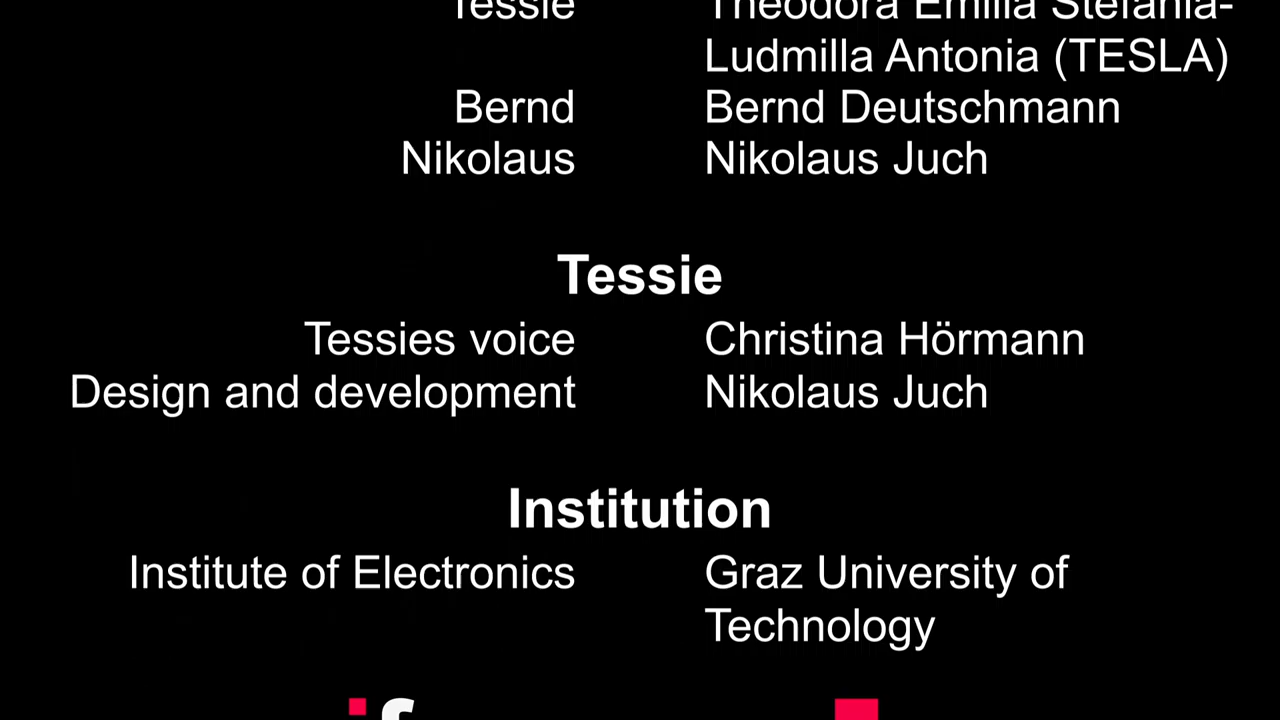 Tessie Theodora Emilia Stefania-
Ludmilla Antonia (TESLA)
Bernd Bernd Deutschmann
Nikolaus Nikolaus Juch
Tessie
Tessies voice Christina Hörmann
Design and development Nikolaus Juch
Institution
Institute of Electronics Graz University of
Technology